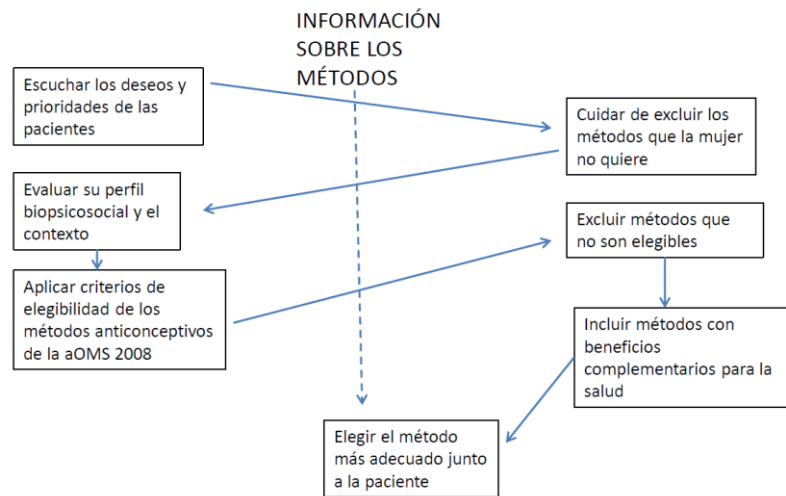 INFORMACIÓN
SOBRE LOS
MÉTODOS
Escuchar los deseos y
prioridades de las
pacientes
Cuidar de excluir los
métodos que la mujer
no quiere
Evaluar su perfil
biopsicosocial y el
contexto
Aplicar criterios de
elegibilidad de los
métodos anticonceptivos
de la aOMS 2008
Excluir métodos que
no son elegibles
Incluir métodos con
beneficios
complementarios para la
salud
Elegir el método
más adecuado junto
a la paciente